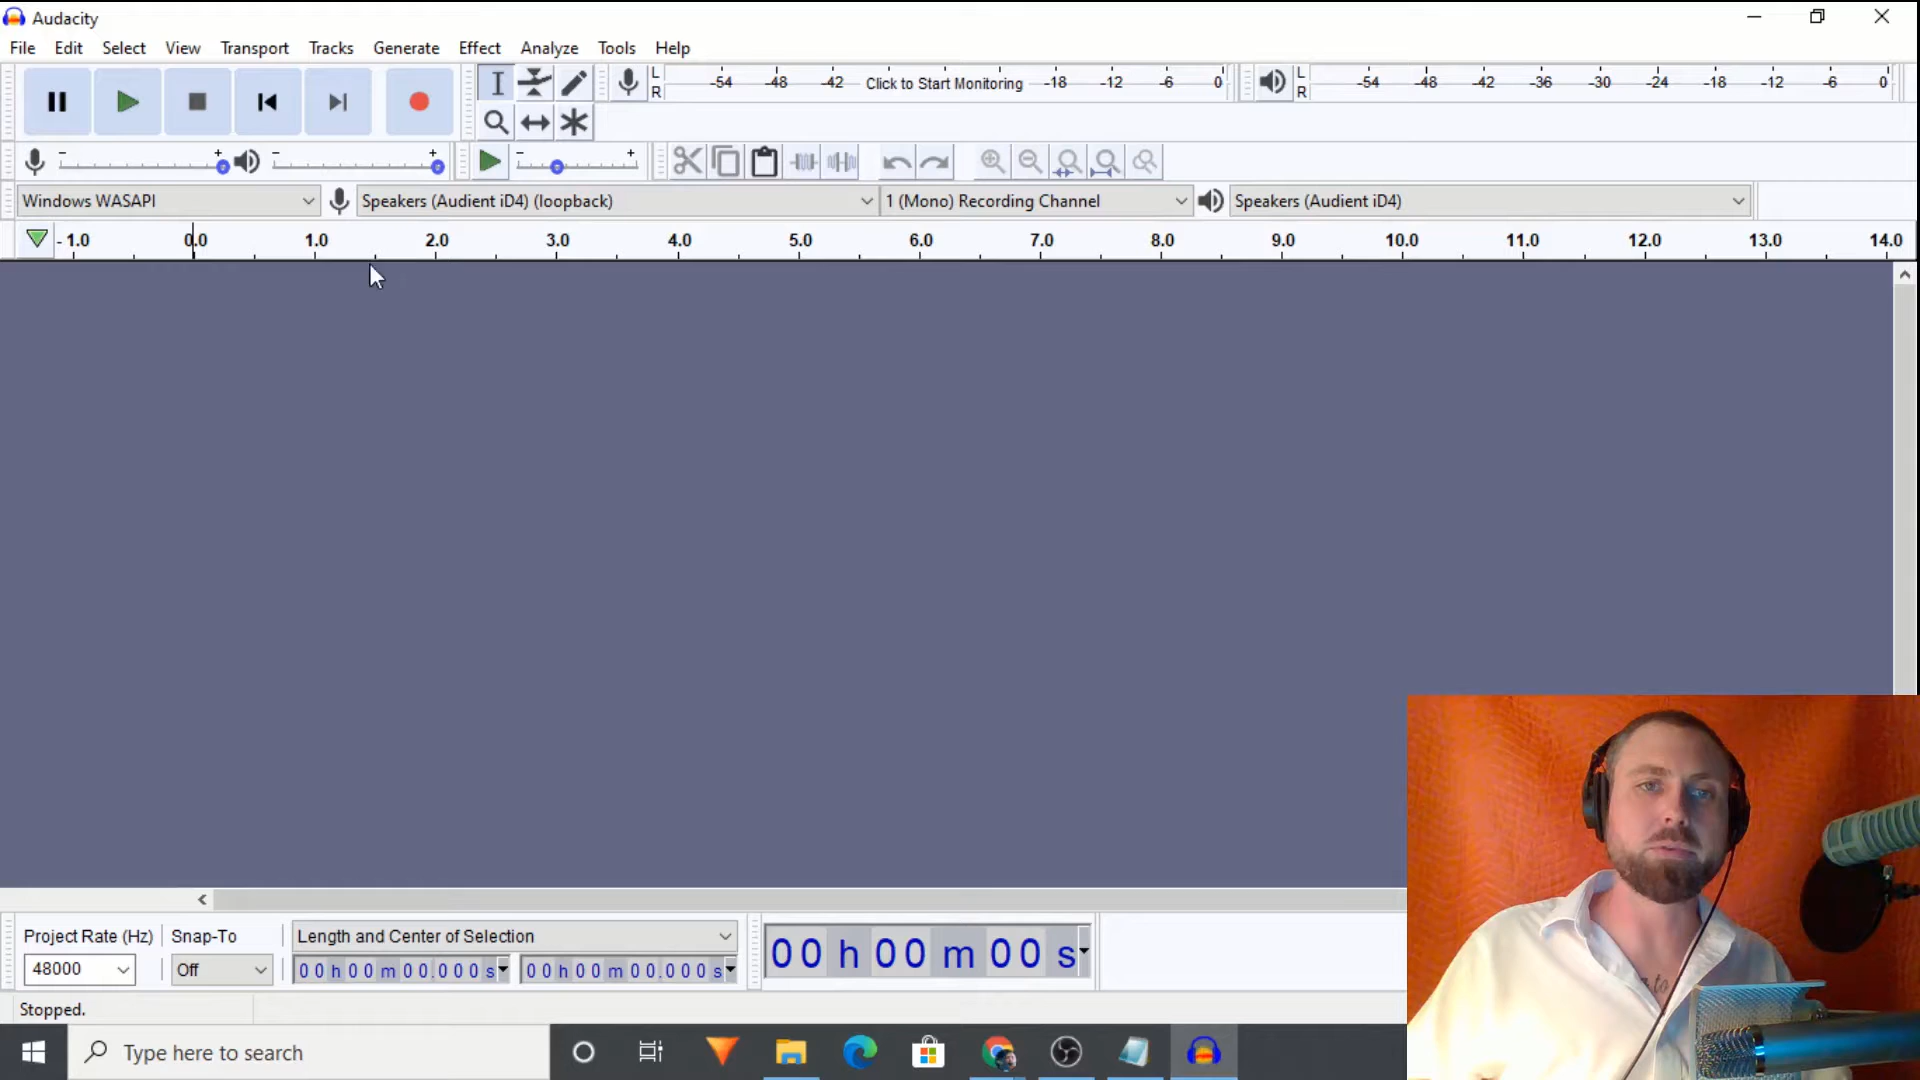 Audacity
File Edit Select View Transport Tracks Generate Effect Analyze Tools Help
L R -54 -48 -42 Click to Start Monitoring -18 -12 -6 0 L R -54 -48 -42 -36 -30 -24 -18 -12 -6 0
- + - + - +
Windows WASAPI Speakers (Audient iD4) (loopback) 1 (Mono) Recording Channel Speakers (Audient iD4)
- 1.0 0.0 1.0 2.0 3.0 4.0 5.0 6.0 7.0 8.0 9.0 10.0 11.0 12.0 13.0 14.0
Project Rate (Hz) Snap-To Length and Center of Selection
48000 Off 00 h 00 m 00.000 s 00 h 00 m 00.000 s 00 h 00 m 00 s
Stopped.
Type here to search